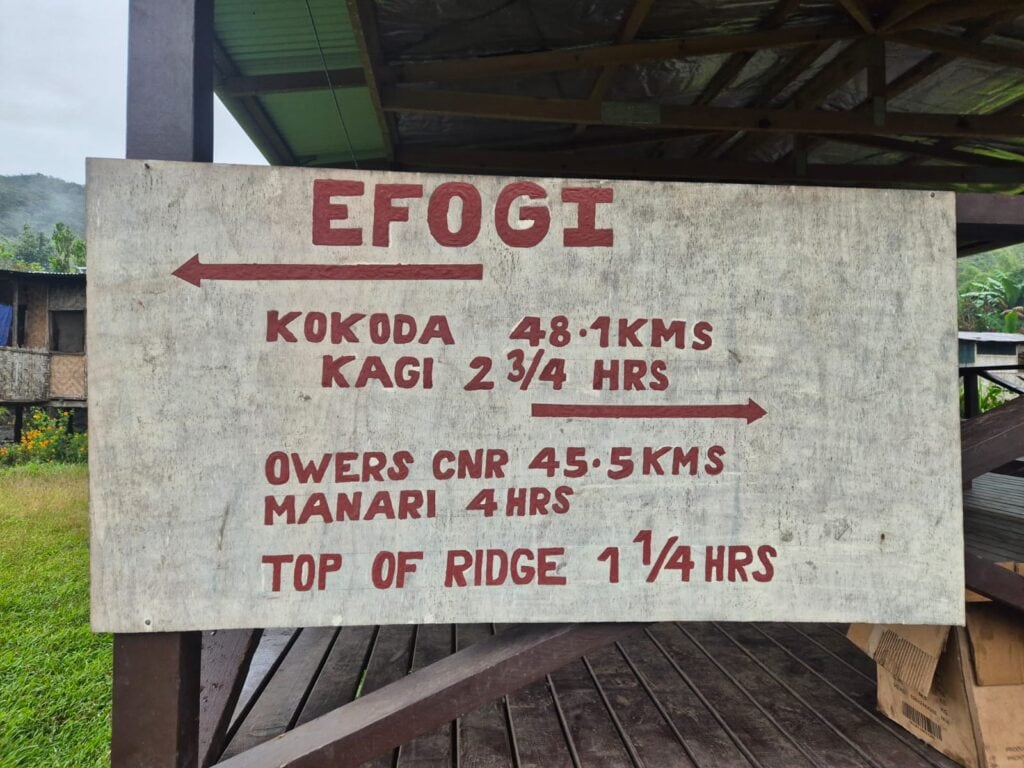 EFOGI
KOKODA 48·1KMS
KAGI 2 3/4 HRS
OWERS CNR 45·5KMS
MANARI 4HRS
TOP OF RIDGE 1 1/4 HRS